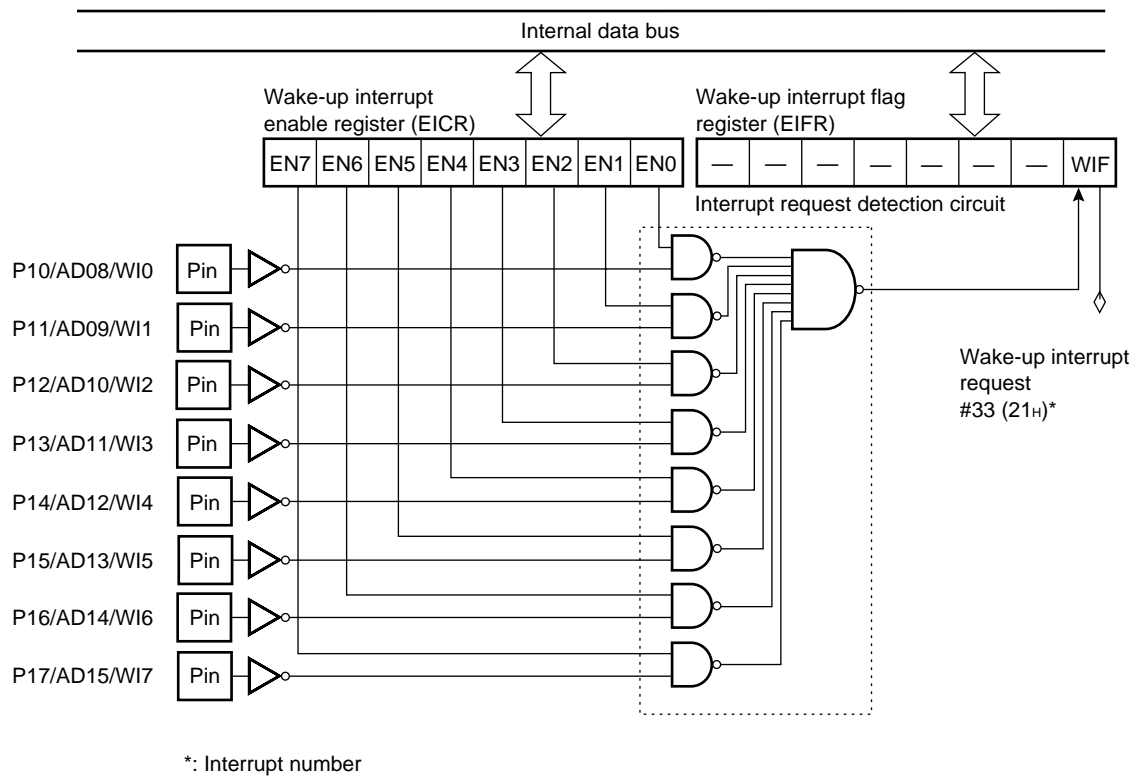 Internal data bus
Wake-up interrupt
enable register (EICR)
Wake-up interrupt flag
register (EIFR)
EN7 EN6 EN5 EN4 EN3 EN2 EN1 EN0
— — — — — — — WIF
Interrupt request detection circuit
P10/AD08/WI0 Pin
P11/AD09/WI1 Pin
P12/AD10/WI2 Pin
P13/AD11/WI3 Pin
P14/AD12/WI4 Pin
P15/AD13/WI5 Pin
P16/AD14/WI6 Pin
P17/AD15/WI7 Pin
Wake-up interrupt
request
#33 (21H)*
*: Interrupt number